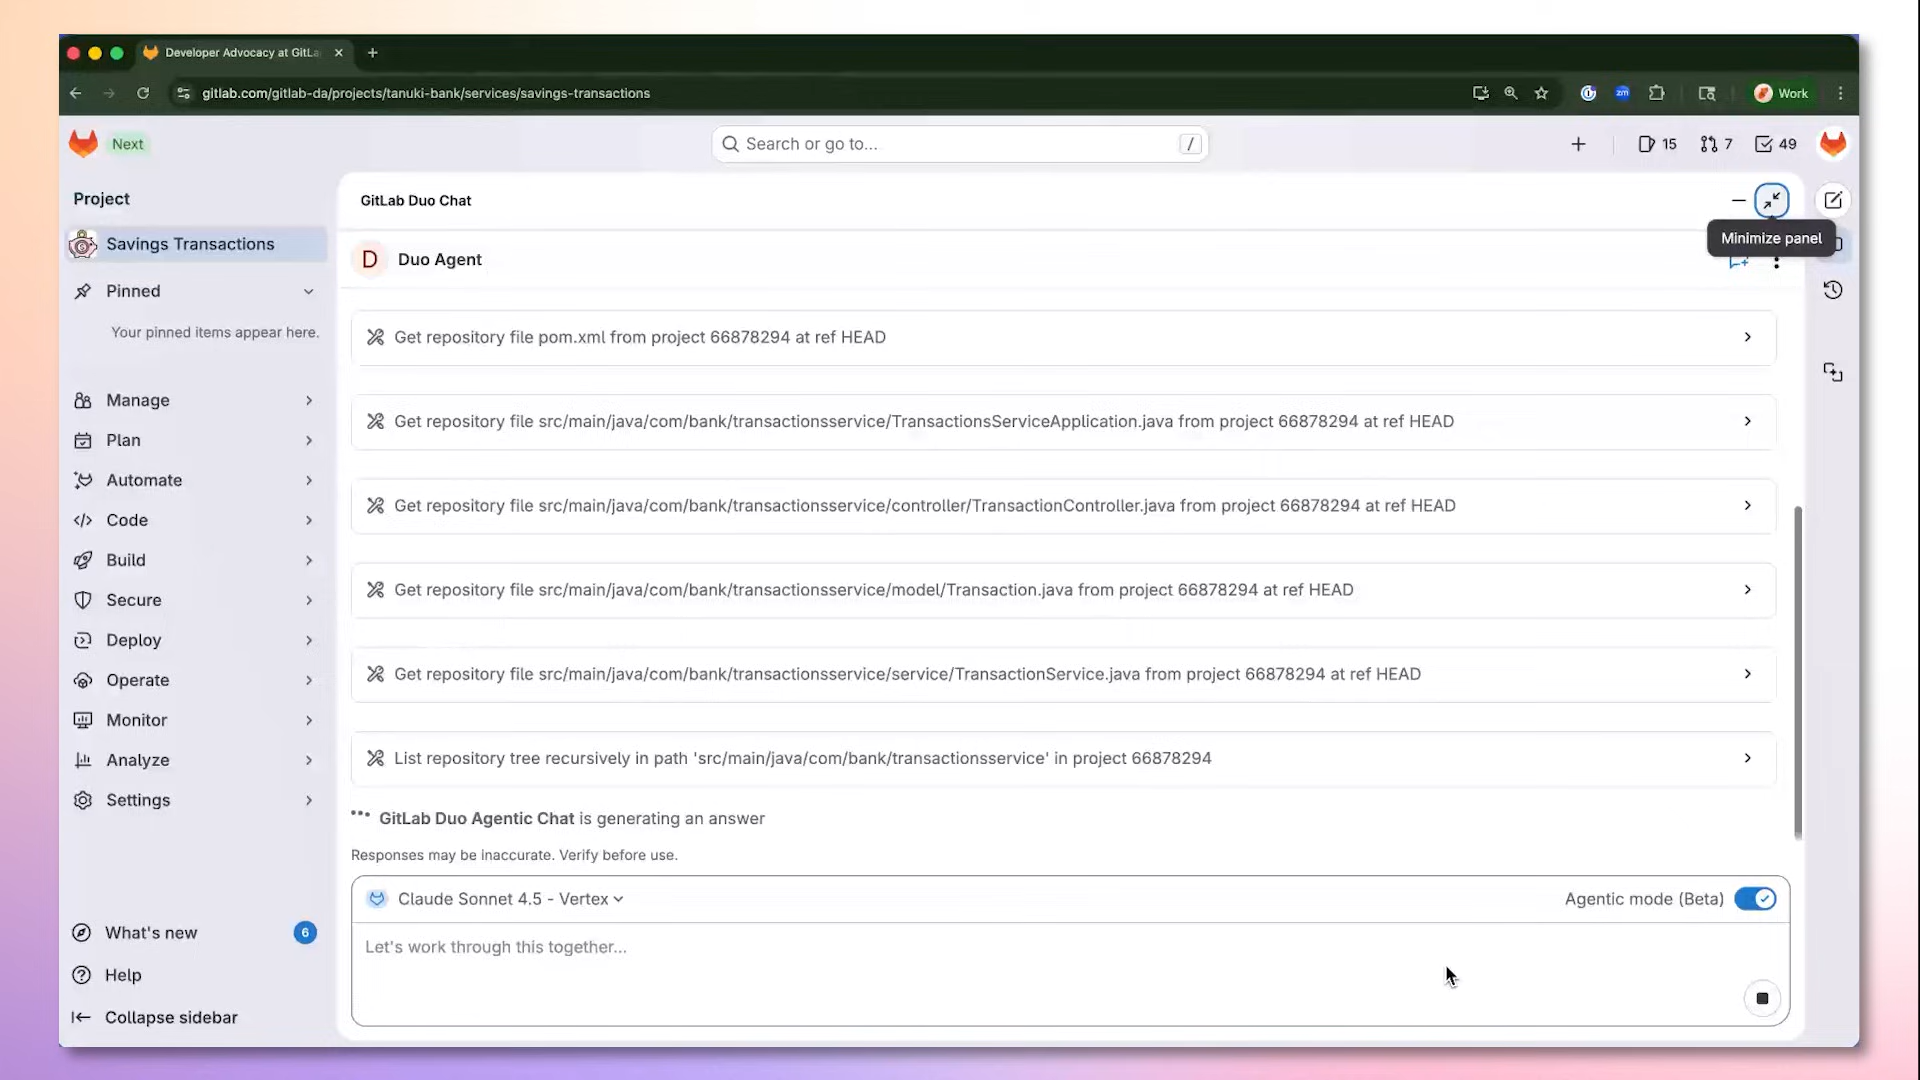 Developer Advocacy at GitLa
gitlab.com/gitlab-da/projects/tanuki-bank/services/savings-transactions
zm
Work
Next
Search or go to...
/
15
7
49
Project
GitLab Duo Chat
Savings Transactions
Minimize panel
D
Duo Agent
Pinned
Your pinned items appear here.
Get repository file pom.xml from project 66878294 at ref HEAD
Manage
Get repository file src/main/java/com/bank/transactionsservice/TransactionsServiceApplication.java from project 66878294 at ref HEAD
Plan
Automate
Get repository file src/main/java/com/bank/transactionsservice/controller/TransactionController.java from project 66878294 at ref HEAD
Code
Build
Get repository file src/main/java/com/bank/transactionsservice/model/Transaction.java from project 66878294 at ref HEAD
Secure
Deploy
Get repository file src/main/java/com/bank/transactionsservice/service/TransactionService.java from project 66878294 at ref HEAD
Operate
Monitor
List repository tree recursively in path 'src/main/java/com/bank/transactionsservice' in project 66878294
Analyze
Settings
GitLab Duo Agentic Chat is generating an answer
Responses may be inaccurate. Verify before use.
Claude Sonnet 4.5 - Vertex
Agentic mode (Beta)
What's new
6
Let's work through this together...
Help
Collapse sidebar